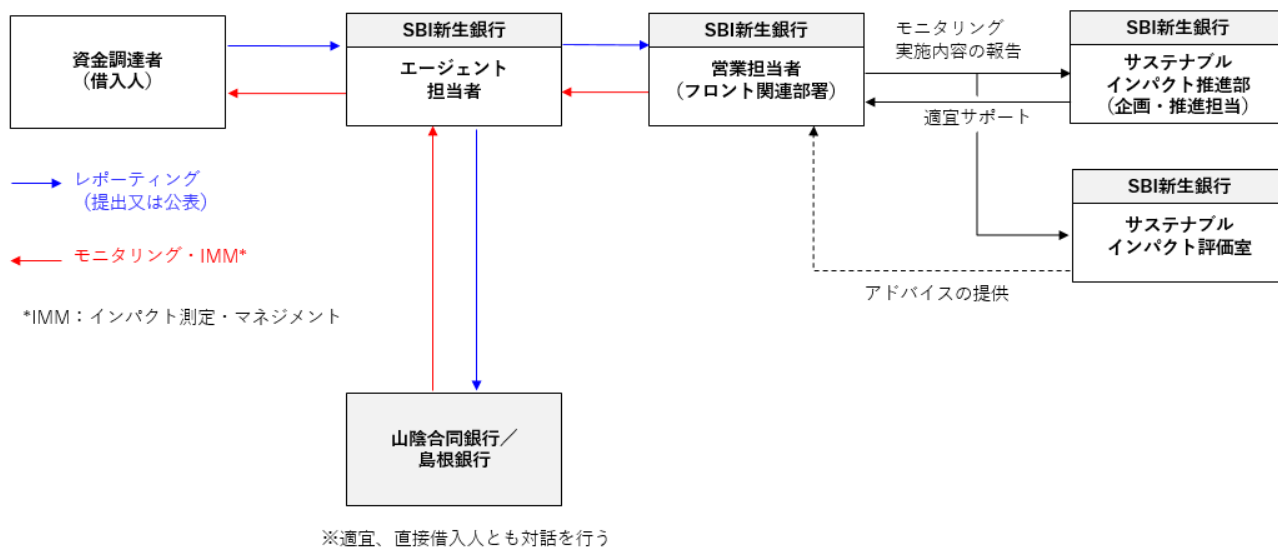 資金調達者
(借入人)
SBI新生銀行
エージェント
担当者
SBI新生銀行
営業担当者
(フロント関連部署)
モニタリング
実施内容の報告
適宜サポート
SBI新生銀行
サステナブル
インパクト推進部
(企画・推進担当)
SBI新生銀行
サステナブル
インパクト評価室
アドバイスの提供
レポーティング
(提出又は公表)
モニタリング・IMM*
*IMM：インパクト測定・マネジメント
山陰合同銀行／
島根銀行
※適宜、直接借入人とも対話を行う